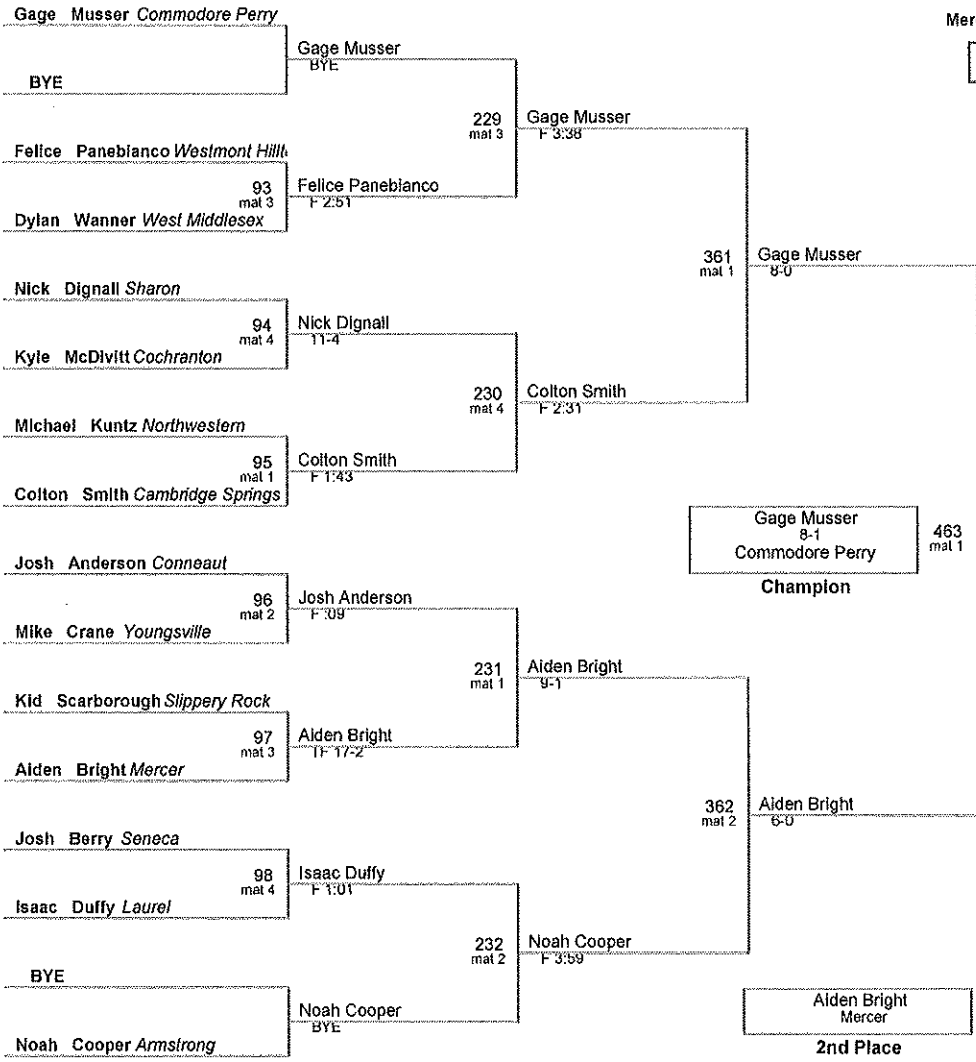 Gage Musser Commodore Perry
Mer
Gage Musser
BYE
BYE
229
mat 3
Gage Musser
F 3:38
Felice Panebianco Westmont Hillt
93
mat 3
Felice Panebianco
F 2:51
Dylan Wanner West Middlesex
361
mat 1
Gage Musser
8-0
Nick Dignall Sharon
94
mat 4
Nick Dignall
11-4
Kyle McDivitt Cochranton
230
mat 4
Colton Smith
F 2:31
Michael Kuntz Northwestern
95
mat 1
Colton Smith
F 1:43
Colton Smith Cambridge Springs
Gage Musser
8-1
Commodore Perry
463
mat 1
Champion
Josh Anderson Conneaut
96
mat 2
Josh Anderson
F :09
Mike Crane Youngsville
231
mat 1
Aiden Bright
9-1
Kid Scarborough Slippery Rock
97
mat 3
Aiden Bright
TF 17-2
Aiden Bright Mercer
362
mat 2
Aiden Bright
6-0
Josh Berry Seneca
98
mat 4
Isaac Duffy
F 1:01
Isaac Duffy Laurel
232
mat 2
Noah Cooper
F 3:59
BYE
Noah Cooper
BYE
Noah Cooper Armstrong
Aiden Bright
Mercer
2nd Place